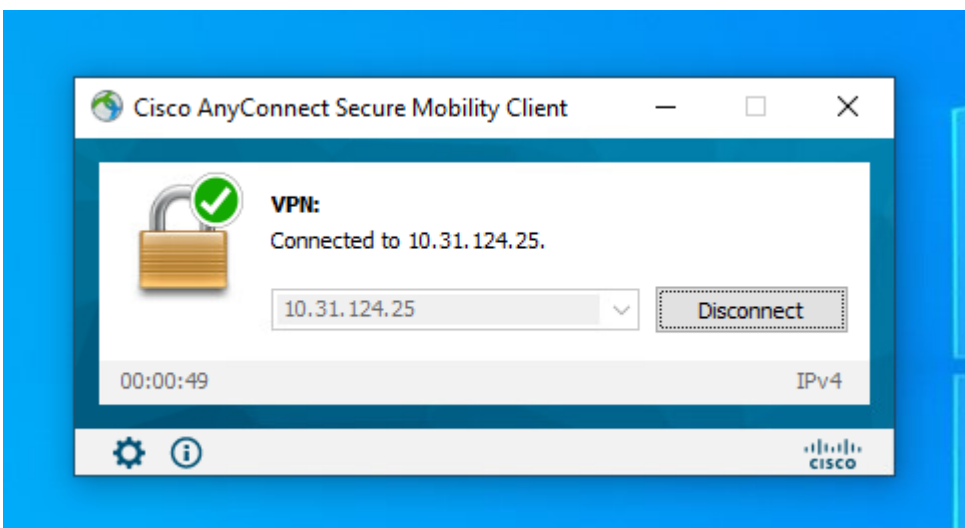 Cisco AnyConnect Secure Mobility Client
VPN:
Connected to 10.31.124.25.
10.31.124.25
Disconnect
00:00:49
IPv4
CISCO